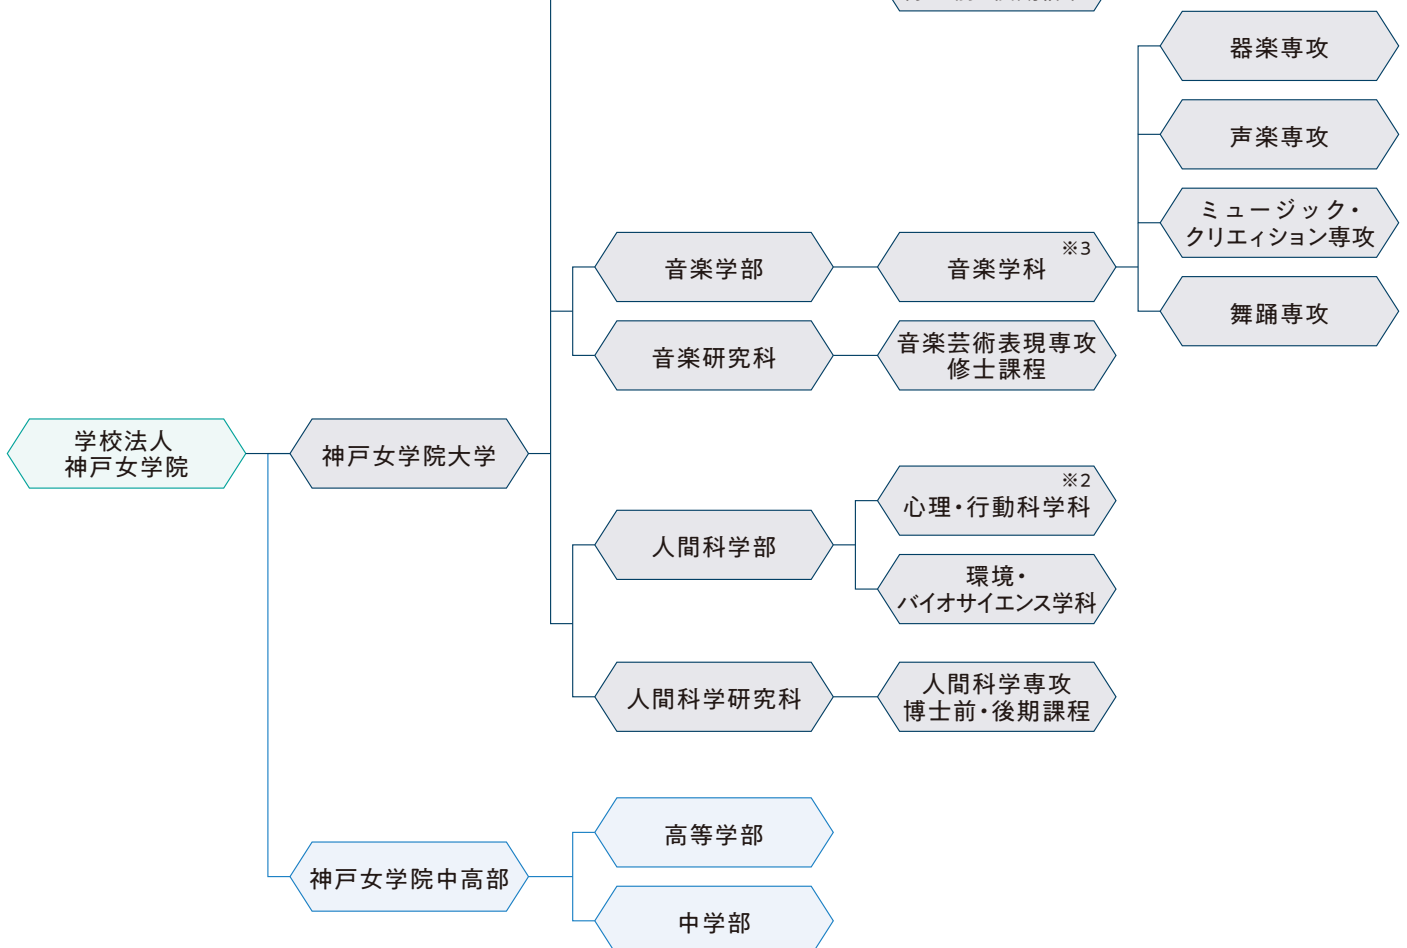 器楽専攻
声楽専攻
ミュージック・
クリエィション専攻
舞踊専攻
音楽学部
音楽学科
※3
音楽研究科
音楽芸術表現専攻
修士課程
学校法人
神戸女学院
神戸女学院大学
人間科学部
※2
心理・行動科学科
環境・
バイオサイエンス学科
人間科学研究科
人間科学専攻
博士前・後期課程
神戸女学院中高部
高等学部
中学部